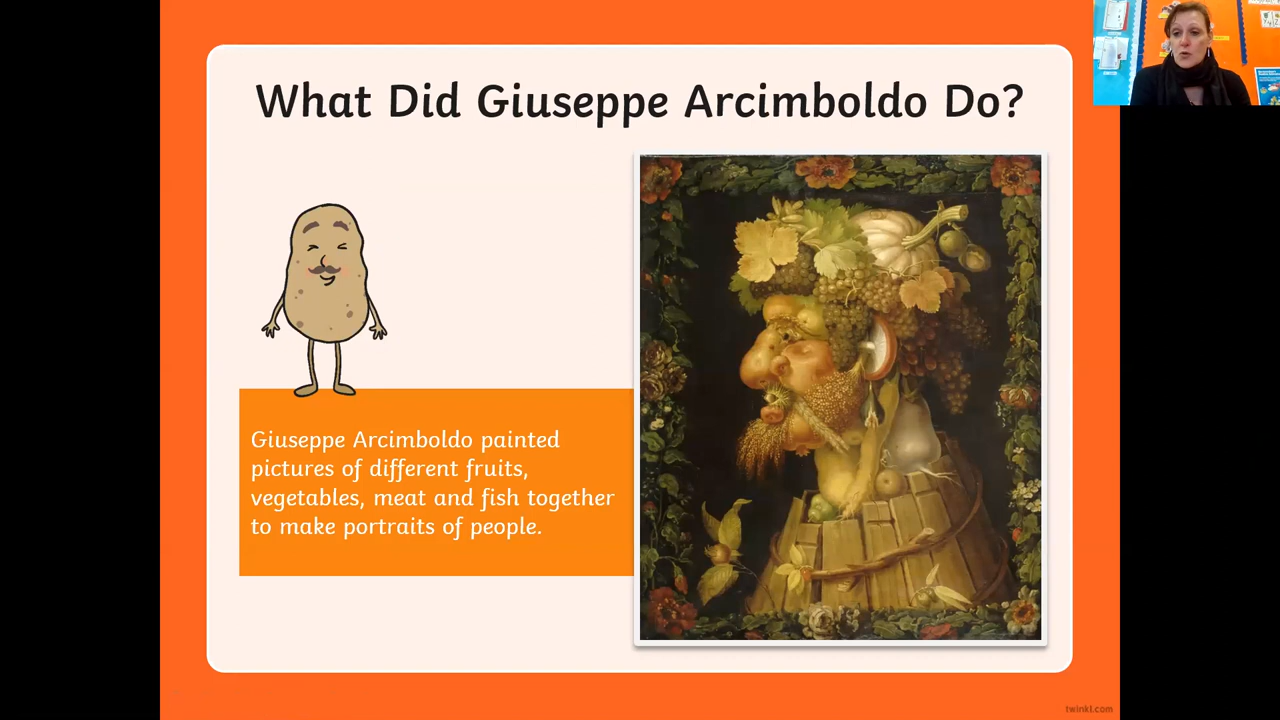 What Did Giuseppe Arcimboldo Do?
Giuseppe Arcimboldo painted
pictures of different fruits,
vegetables, meat and fish together
to make portraits of people.
twinkl.com